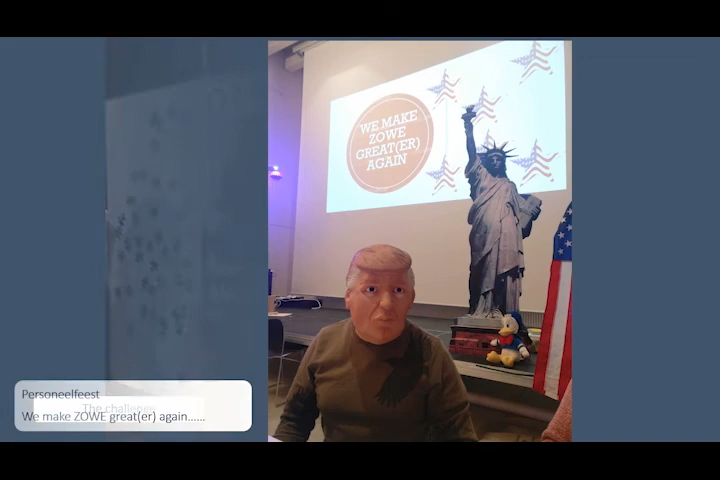 WE MAKE
ZOWE
GREAT(ER)
AGAIN
Personeelfeest
We make ZOWE great(er) again......